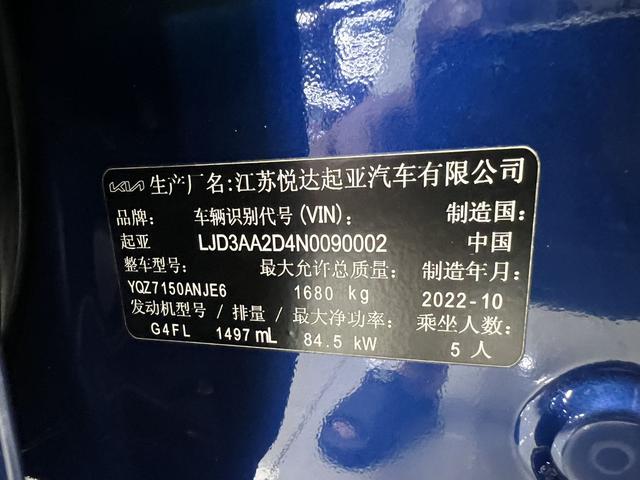 KIA 生产厂名:江苏悦达起亚汽车有限公司
品牌: 车辆识别代号(VIN): 制造国:
起亚 LJD3AA2D4N0090002 中国
整车型号: 最大允许总质量: 制造年月:
YQZ7150ANJE6 1680 kg 2022-10
发动机型号 / 排量 / 最大净功率: 乘坐人数:
G4FL 1497 mL 84.5 kW 5 人